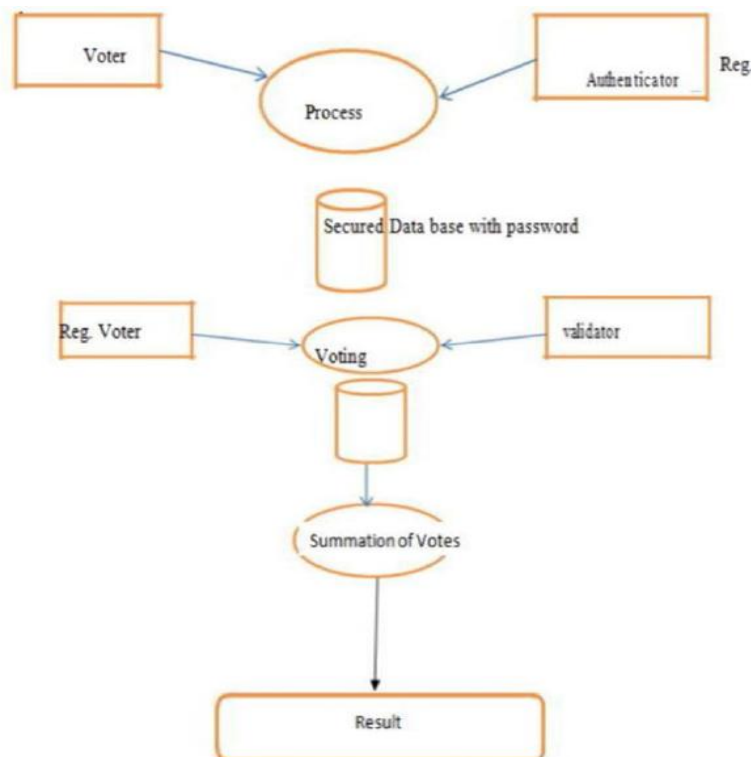 Voter
Authenticator
Reg.
Process
Secured Data base with password
Reg. Voter
Voting
validator
Summation of Votes
Result